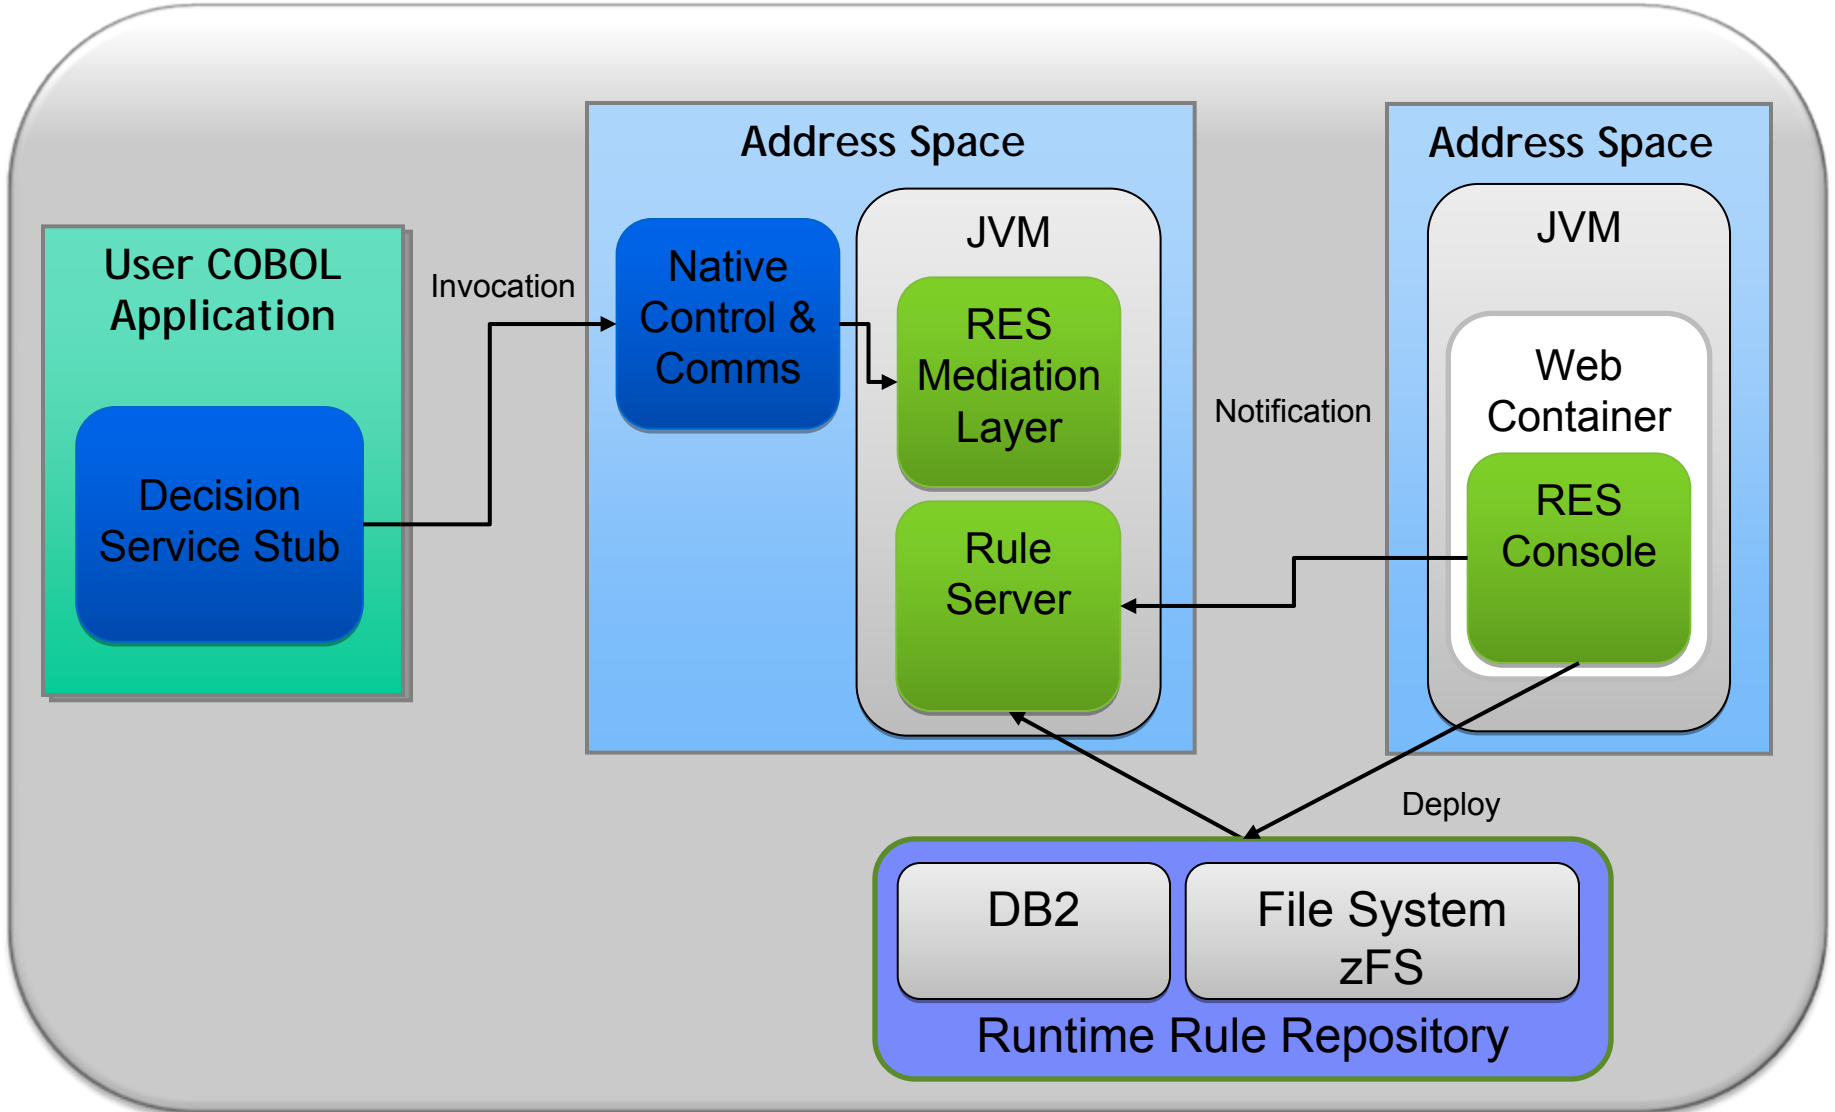 User COBOL
Application
Decision
Service Stub
Invocation
Address Space
Native
Control &
Comms
JVM
RES
Mediation
Layer
Rule
Server
Notification
Address Space
JVM
Web
Container
RES
Console
Deploy
DB2
File System
zFS
Runtime Rule Repository